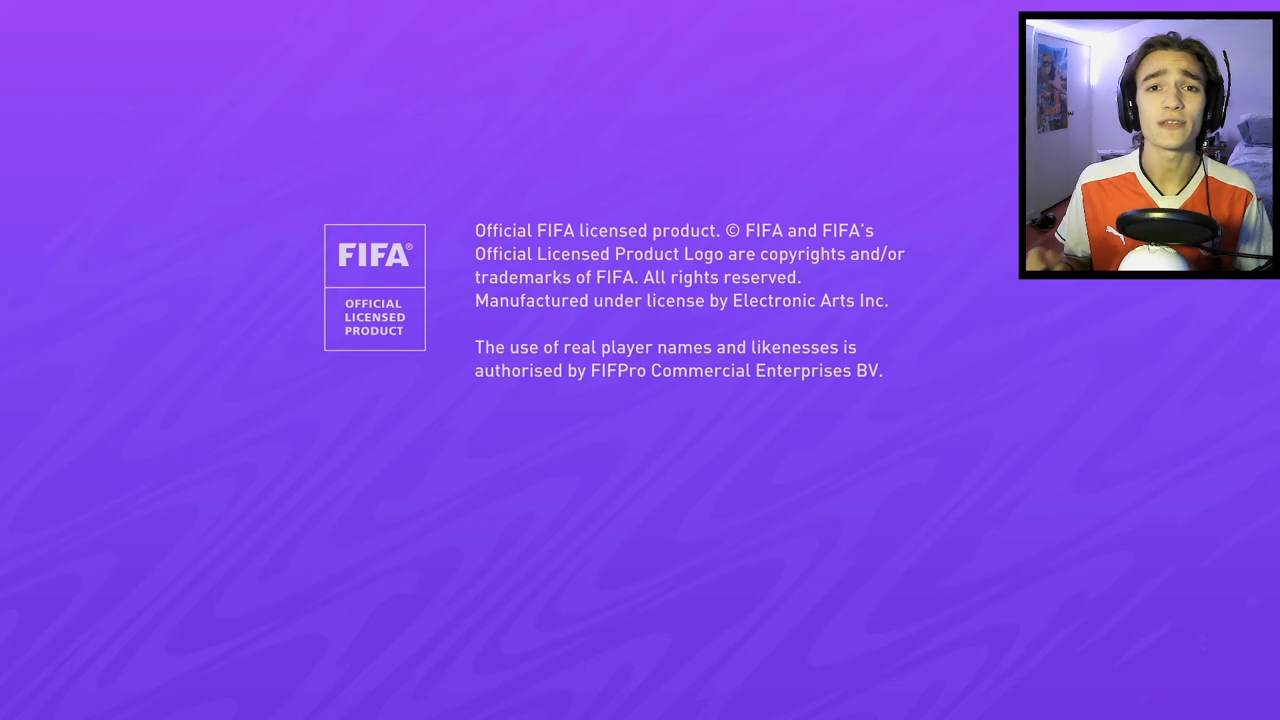 FIFA®
OFFICIAL
LICENSED
PRODUCT
Official FIFA licensed product. © FIFA and FIFA's
Official Licensed Product Logo are copyrights and/or
trademarks of FIFA. All rights reserved.
Manufactured under license by Electronic Arts Inc.
The use of real player names and likenesses is
authorised by FIFPro Commercial Enterprises BV.